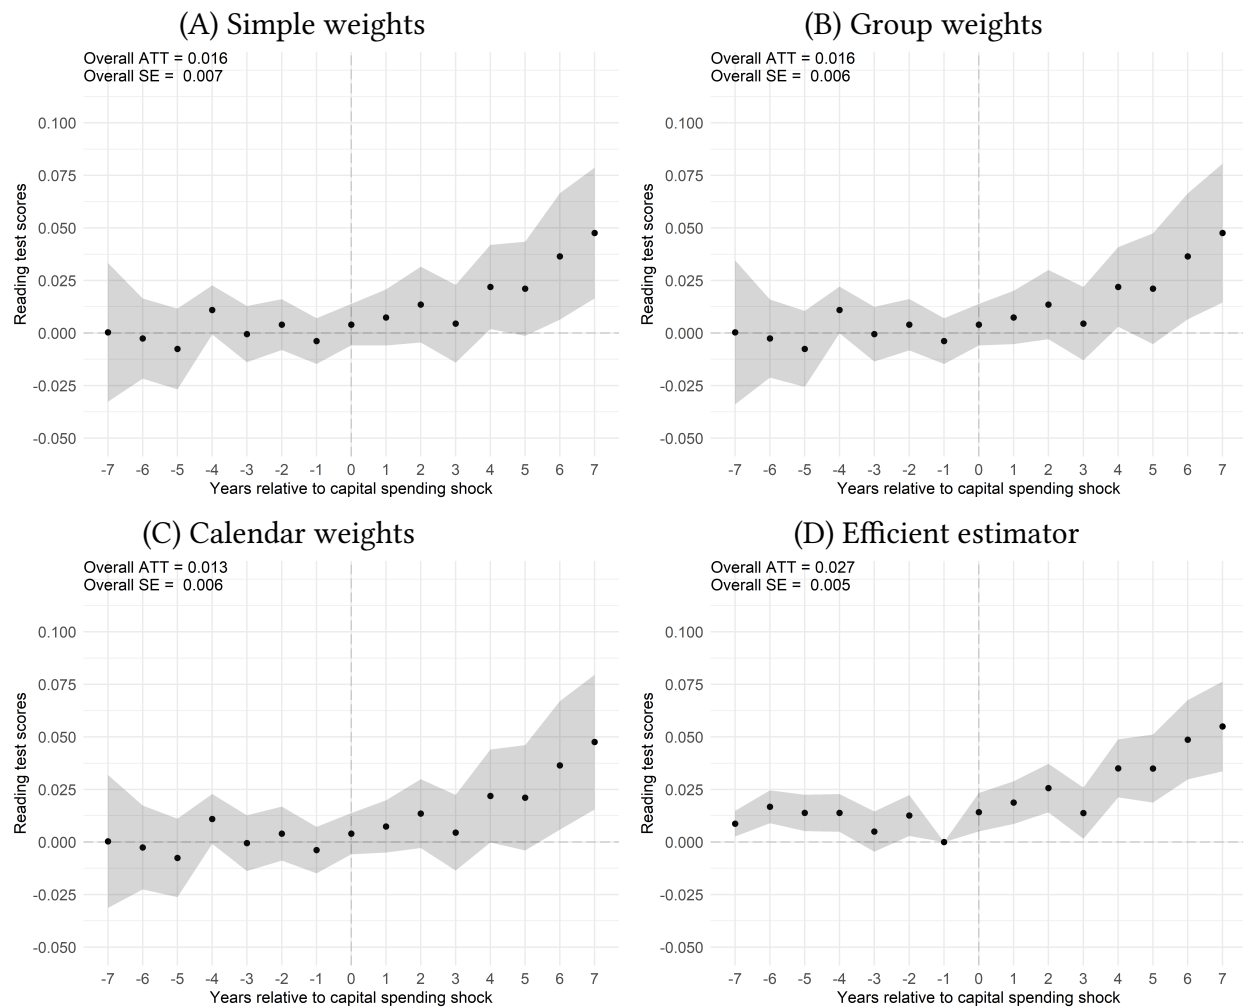 (A) Simple weights
Overall ATT = 0.016
Overall SE =  0.007
0.100
0.075
0.050
0.025
0.000
-0.025
-0.050
Reading test scores
-7 -6 -5 -4 -3 -2 -1 0 1 2 3 4 5 6 7
Years relative to capital spending shock
(B) Group weights
Overall ATT = 0.016
Overall SE =  0.006
0.100
0.075
0.050
0.025
0.000
-0.025
-0.050
Reading test scores
-7 -6 -5 -4 -3 -2 -1 0 1 2 3 4 5 6 7
Years relative to capital spending shock
(C) Calendar weights
Overall ATT = 0.013
Overall SE =  0.006
0.100
0.075
0.050
0.025
0.000
-0.025
-0.050
Reading test scores
-7 -6 -5 -4 -3 -2 -1 0 1 2 3 4 5 6 7
Years relative to capital spending shock
(D) Efficient estimator
Overall ATT = 0.027
Overall SE =  0.005
0.100
0.075
0.050
0.025
0.000
-0.025
-0.050
Reading test scores
-7 -6 -5 -4 -3 -2 -1 0 1 2 3 4 5 6 7
Years relative to capital spending shock